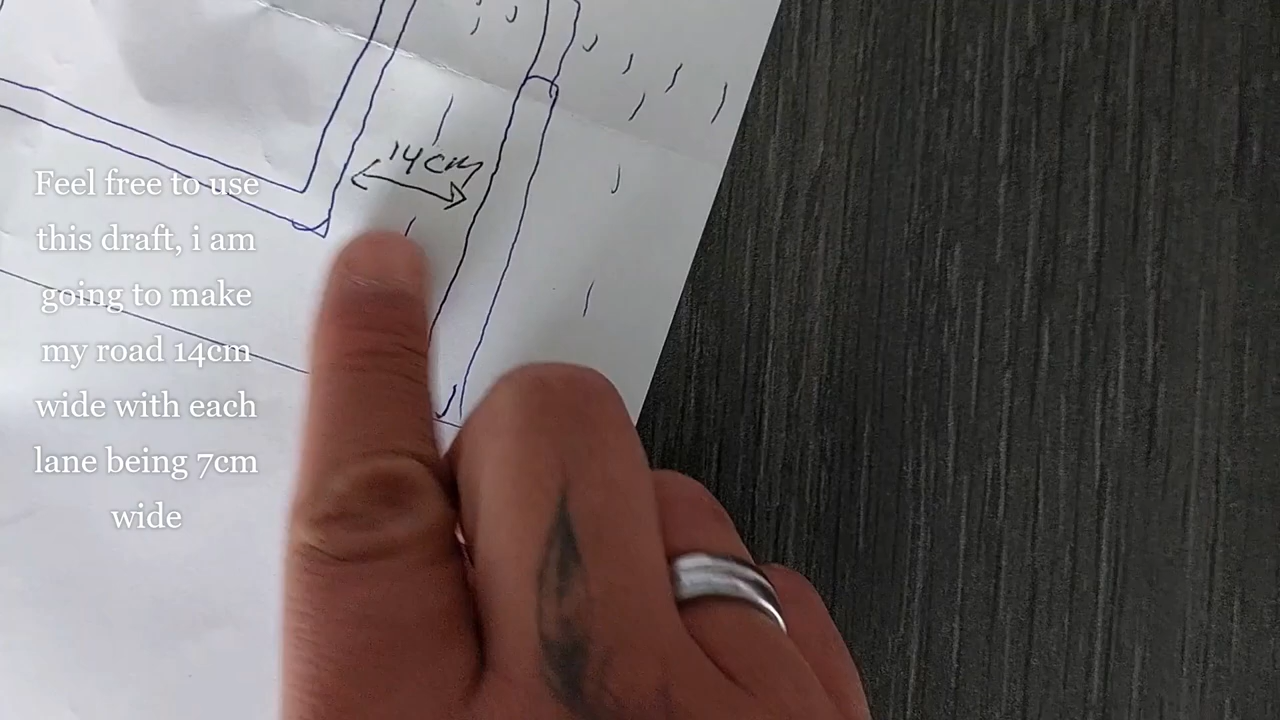 14cm
Feel free to use
this draft, i am
going to make
my road 14cm
wide with each
lane being 7cm
wide